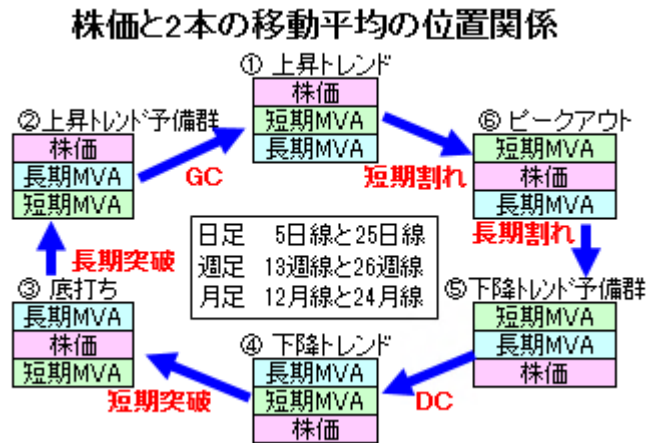 株価と2本の移動平均の位置関係
① 上昇トレンド
株価
短期MVA
長期MVA
②上昇トレンド予備群
株価
長期MVA
短期MVA
GC
短期割れ
⑥ ピークアウト
短期MVA
株価
長期MVA
長期割れ
日足 5日線と25日線
週足 13週線と26週線
月足 12月線と24月線
長期突破
③ 底打ち
長期MVA
株価
短期MVA
⑤下降トレンド予備群
短期MVA
長期MVA
株価
④ 下降トレンド
長期MVA
短期MVA
株価
短期突破
DC